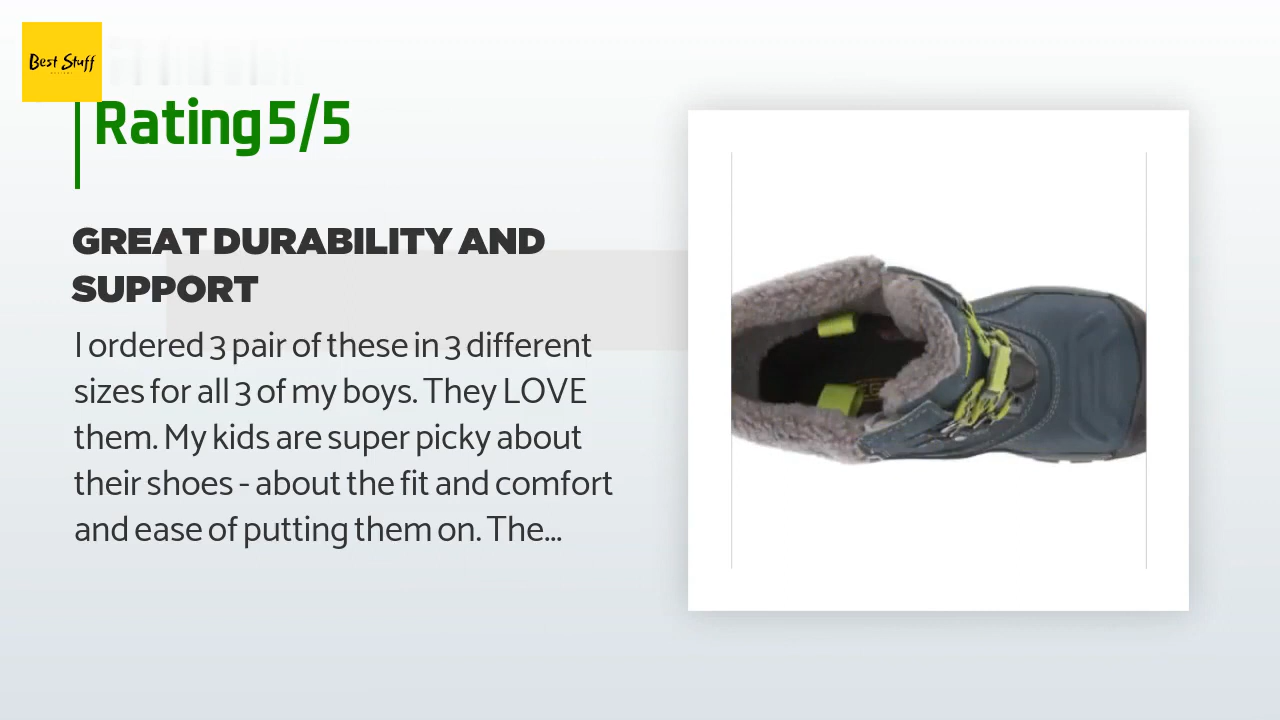 Best Stuff
Rating 5/5
GREAT DURABILITY AND
SUPPORT
I ordered 3 pair of these in 3 different
sizes for all 3 of my boys. They LOVE
them. My kids are super picky about
their shoes - about the fit and comfort
and ease of putting them on. The...